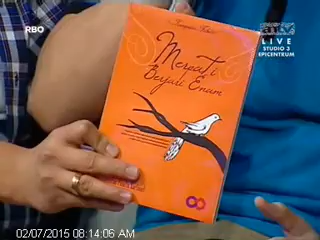 RBO
LIVE
STUDIO 3
EPICENTRUM
Merpati
Berjari Enam
02/07/2015 08:14:06 AM